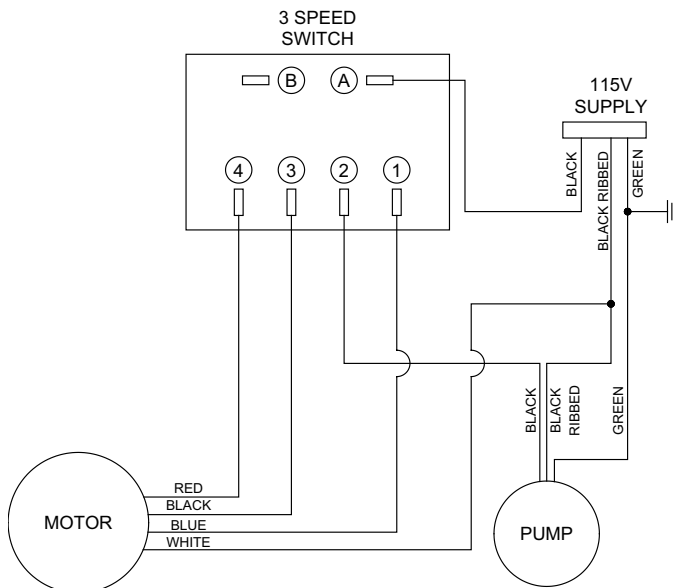 3 SPEED
SWITCH
B
A
4
3
2
1
115V
SUPPLY
BLACK
BLACK RIBBED
GREEN
BLACK
BLACK
RIBBED
GREEN
RED
BLACK
BLUE
WHITE
MOTOR
PUMP